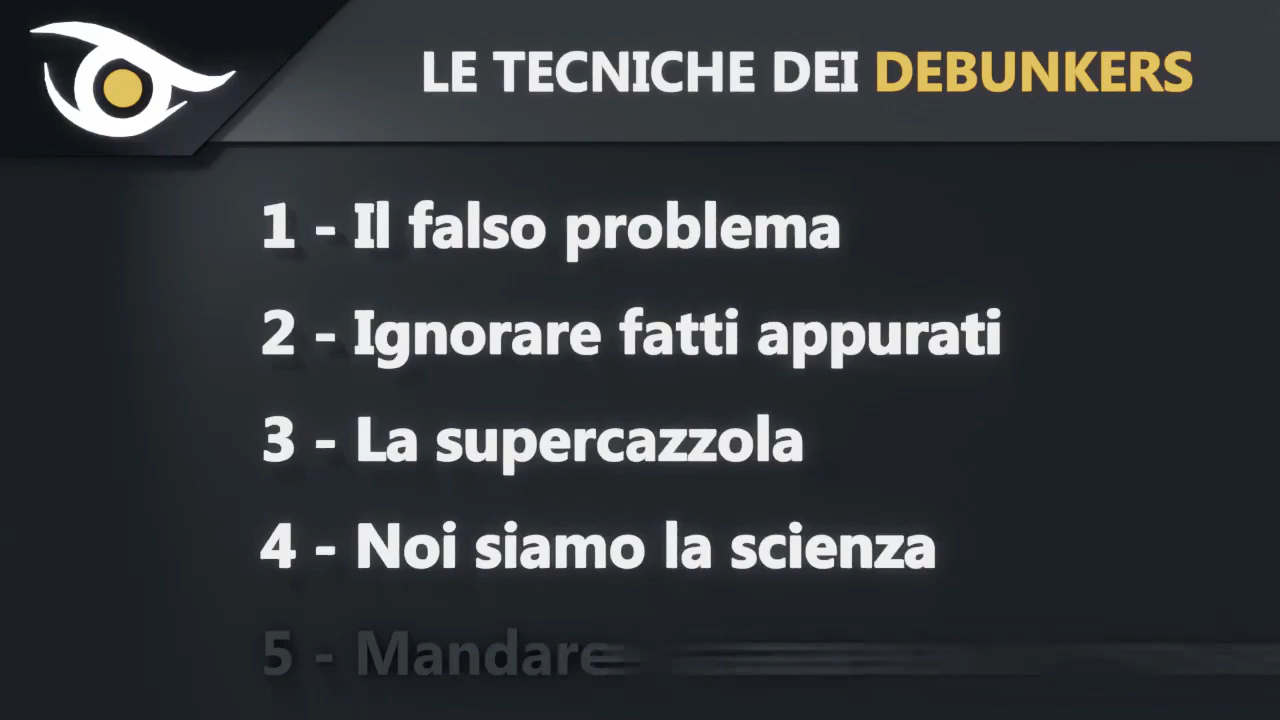 LE TECNICHE DEI DEBUNKERS
1 - Il falso problema
2 - Ignorare fatti appurati
3 - La supercazzola
4 - Noi siamo la scienza
5 - Mandare